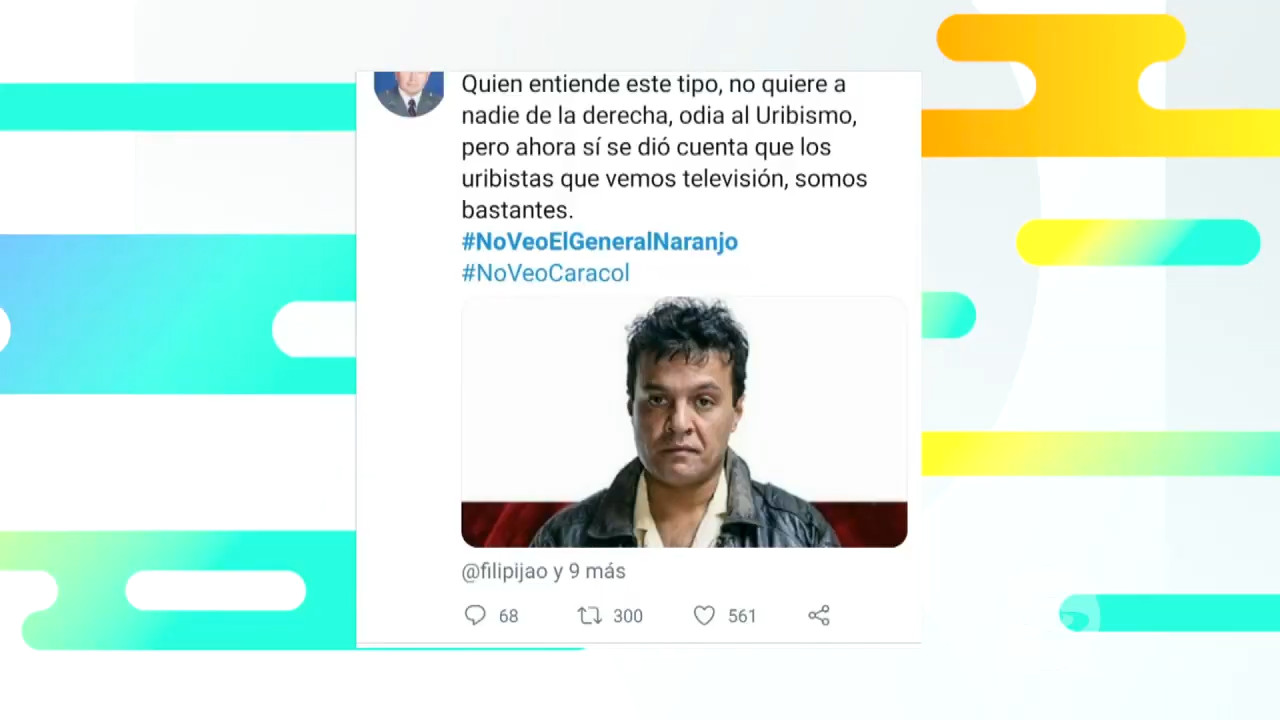 Quien entiende este tipo, no quiere a
nadie de la derecha, odia al Uribismo,
pero ahora sí se dió cuenta que los
uribistas que vemos televisión, somos
bastantes.
#NoVeoElGeneralNaranjo
#NoVeoCaracol
@filipijao y 9 más
68 300 561